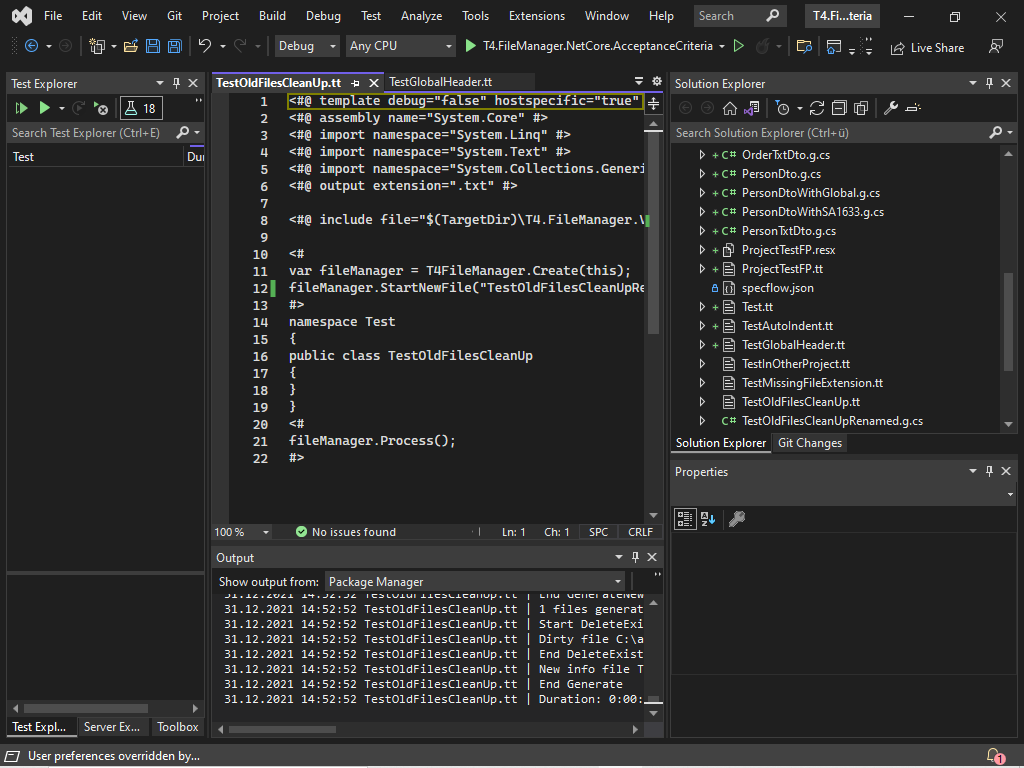 File Edit View Git Project Build Debug Test Analyze Tools Extensions Window Help Search T4.Fi...teria
Debug Any CPU T4.FileManager.NetCore.AcceptanceCriteria Live Share
Test Explorer
18
Search Test Explorer (Ctrl+E)
Test Dur
TestOldFilesCleanUp.tt TestGlobalHeader.tt
1 <#@ template debug="false" hostspecific="true"
2 <#@ assembly name="System.Core" #>
3 <#@ import namespace="System.Linq" #>
4 <#@ import namespace="System.Text" #>
5 <#@ import namespace="System.Collections.Generi
6 <#@ output extension=".txt" #>
7
8 <#@ include file="$(TargetDir)\T4.FileManager.V
9
10 <#
11 var fileManager = T4FileManager.Create(this);
12 fileManager.StartNewFile("TestOldFilesCleanUpRe
13 #>
14 namespace Test
15 {
16 public class TestOldFilesCleanUp
17 {
18 }
19 }
20 <#
21 fileManager.Process();
22 #>
100 % No issues found Ln: 1 Ch: 1 SPC CRLF
Output
Show output from: Package Manager
31.12.2021 14:52:52 TestOldFilesCleanUp.tt | End GenerateNew
31.12.2021 14:52:52 TestOldFilesCleanUp.tt | 1 files generat
31.12.2021 14:52:52 TestOldFilesCleanUp.tt | Start DeleteExi
31.12.2021 14:52:52 TestOldFilesCleanUp.tt | Dirty file C:\a
31.12.2021 14:52:52 TestOldFilesCleanUp.tt | End DeleteExist
31.12.2021 14:52:52 TestOldFilesCleanUp.tt | New info file T
31.12.2021 14:52:52 TestOldFilesCleanUp.tt | End Generate
31.12.2021 14:52:52 TestOldFilesCleanUp.tt | Duration: 0:00:
Solution Explorer
Search Solution Explorer (Ctrl+ü)
+ C# OrderTxtDto.g.cs
+ C# PersonDto.g.cs
+ C# PersonDtoWithGlobal.g.cs
+ C# PersonDtoWithSA1633.g.cs
+ C# PersonTxtDto.g.cs
+ ProjectTestFP.resx
+ ProjectTestFP.tt
specflow.json
+ Test.tt
+ TestAutoIndent.tt
+ TestGlobalHeader.tt
TestInOtherProject.tt
TestMissingFileExtension.tt
TestOldFilesCleanUp.tt
C# TestOldFilesCleanUpRenamed.g.cs
Solution Explorer Git Changes
Properties
Test Expl... Server Ex... Toolbox
User preferences overridden by... 1